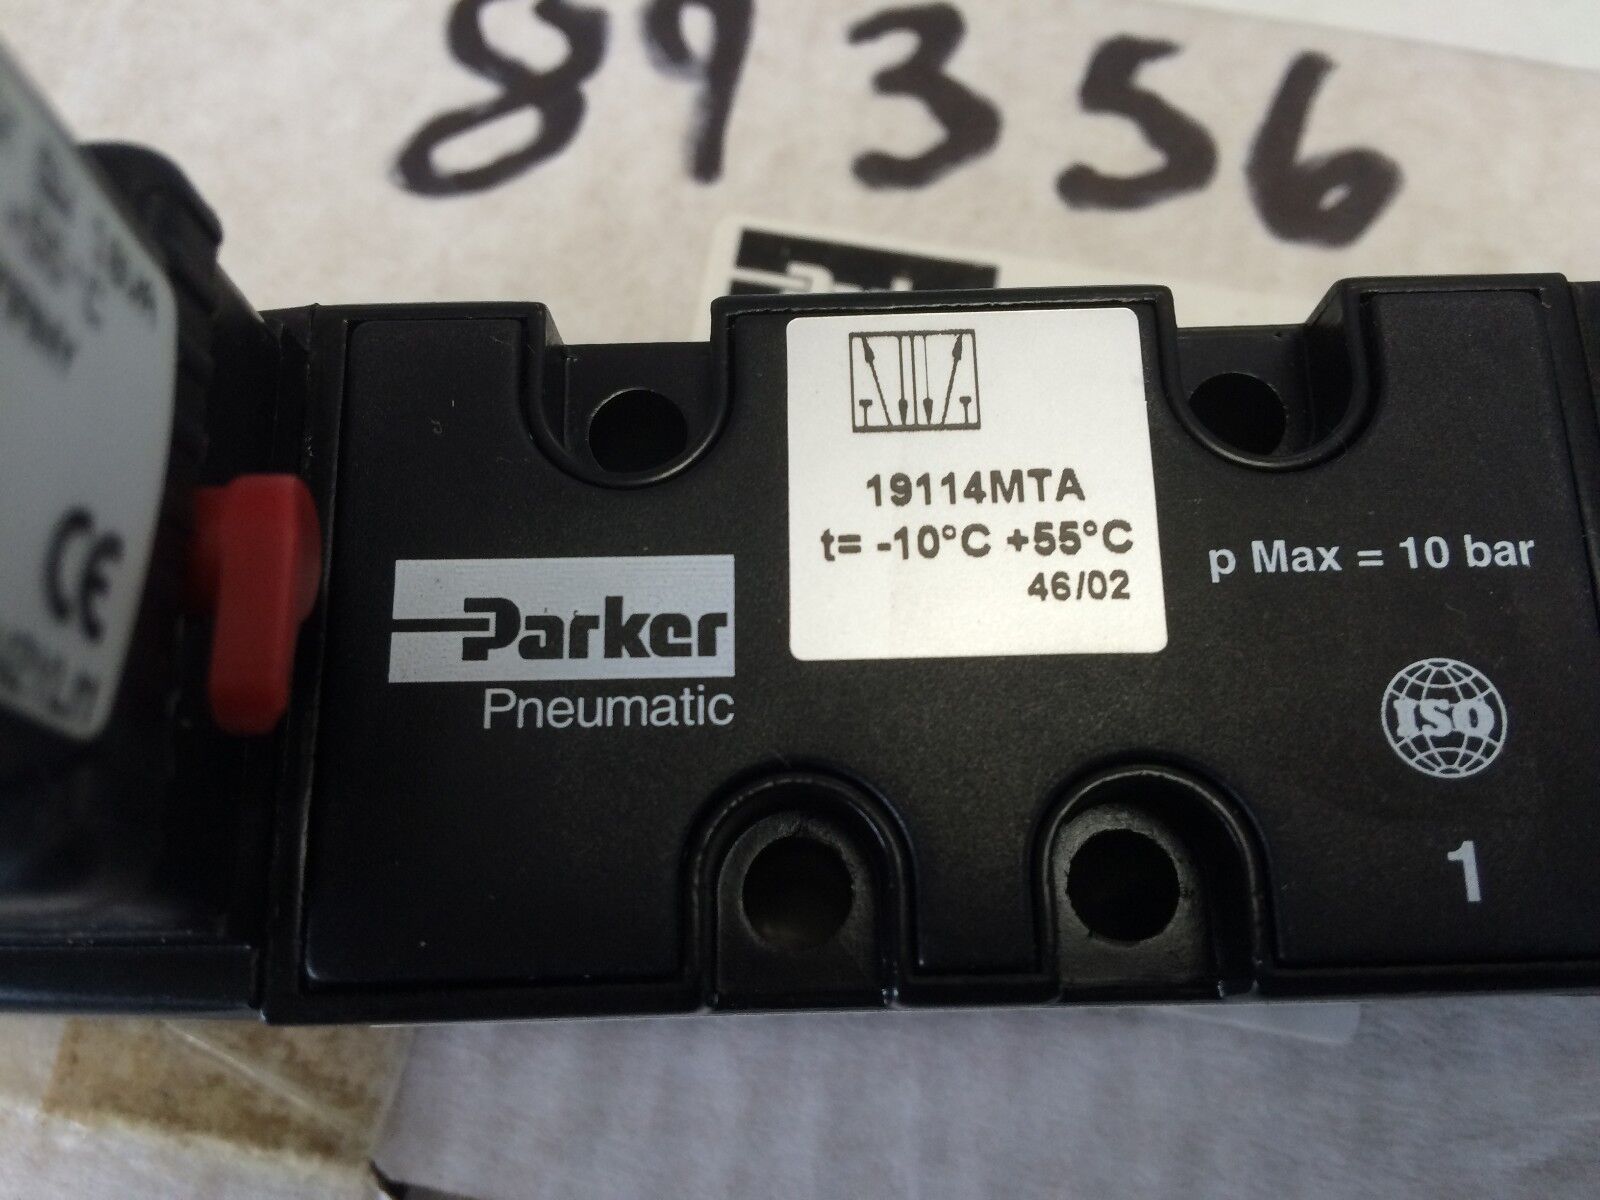 89356
19114MTA
t= -10°C +55°C
46/02
Parker
Pneumatic
p Max = 10 bar
ISO
1
CE